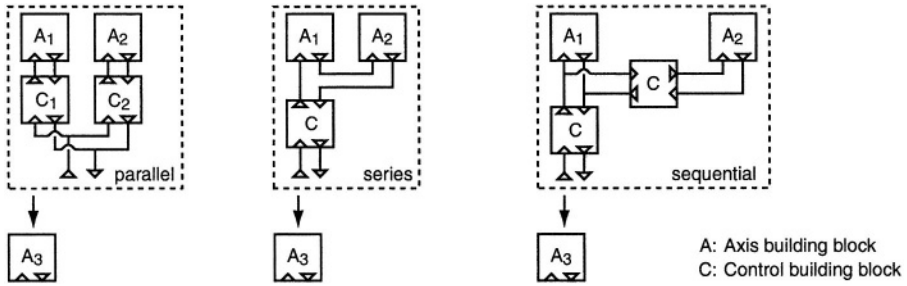 A1 A2 A1 A2 A1 A2
C
C1 C2 C C
parallel series sequential
A3 A3 A3
A: Axis building block
C: Control building block